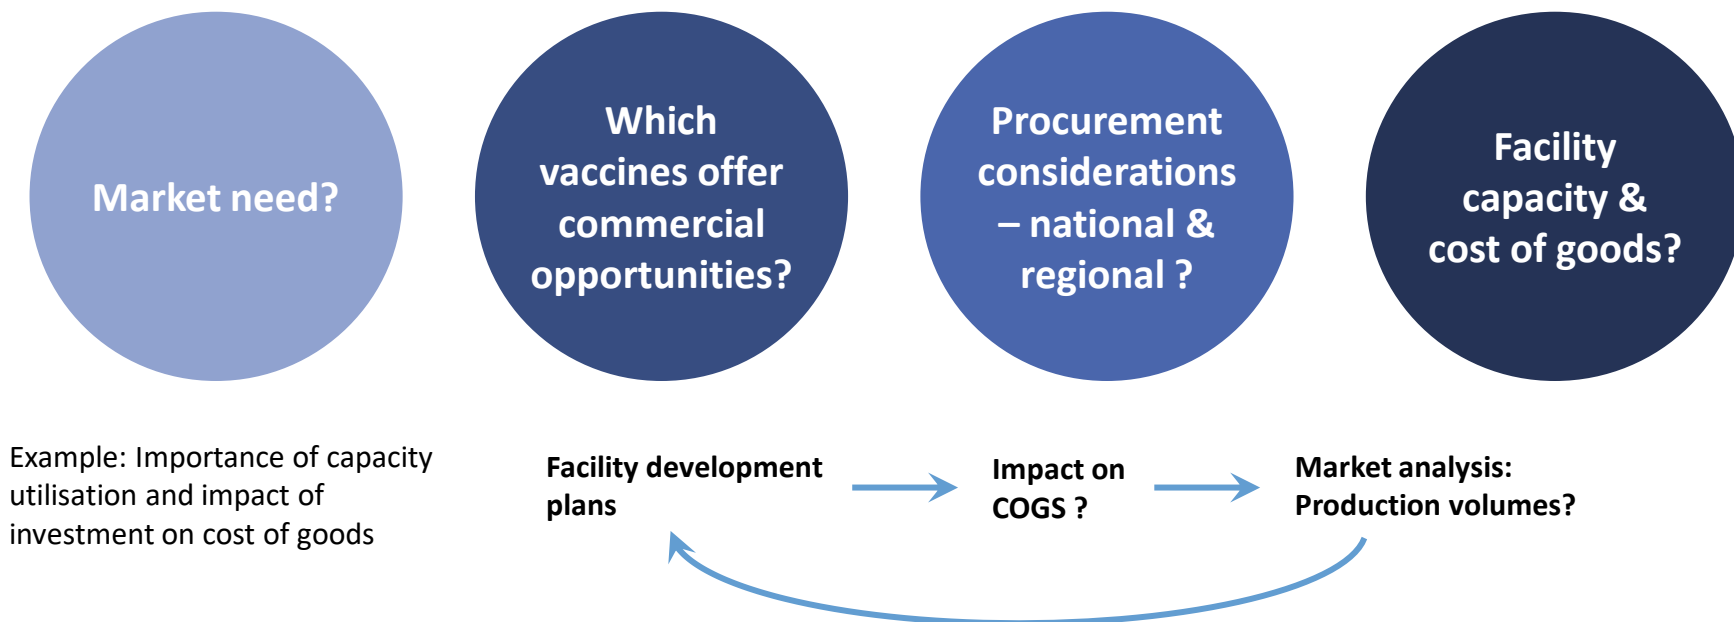 Market need?
Which
vaccines offer
commercial
opportunities?
Procurement
considerations
– national &
regional ?
Facility
capacity &
cost of goods?
Example: Importance of capacity
utilisation and impact of
investment on cost of goods
Facility development
plans
Impact on
COGS ?
Market analysis:
Production volumes?